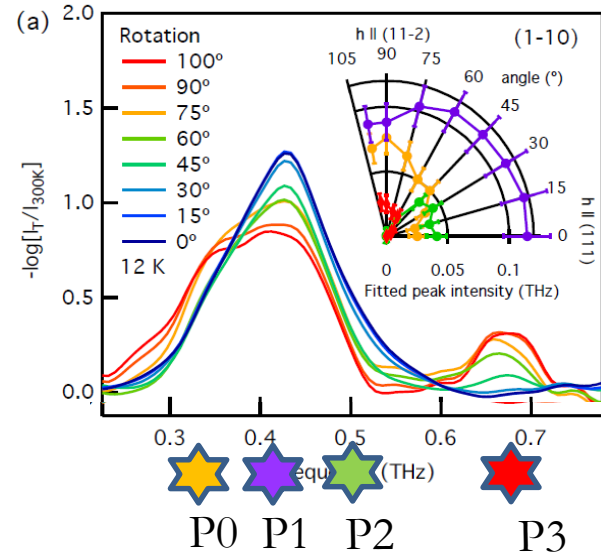 (a)
Rotation
100º
90º
75º
60º
45º
30º
15º
0º
12 K
h || (11-2)
(1-10)
105
90
75
60
angle (º)
45
30
15
0
h || (111)
0
0.05
0.1
Fitted peak intensity (THz)
-log[I_T/I_300K]
2.0
1.5
1.0
0.5
0.0
0.3
0.4
0.5
0.6
0.7
(THz)
P0
P1
P2
P3